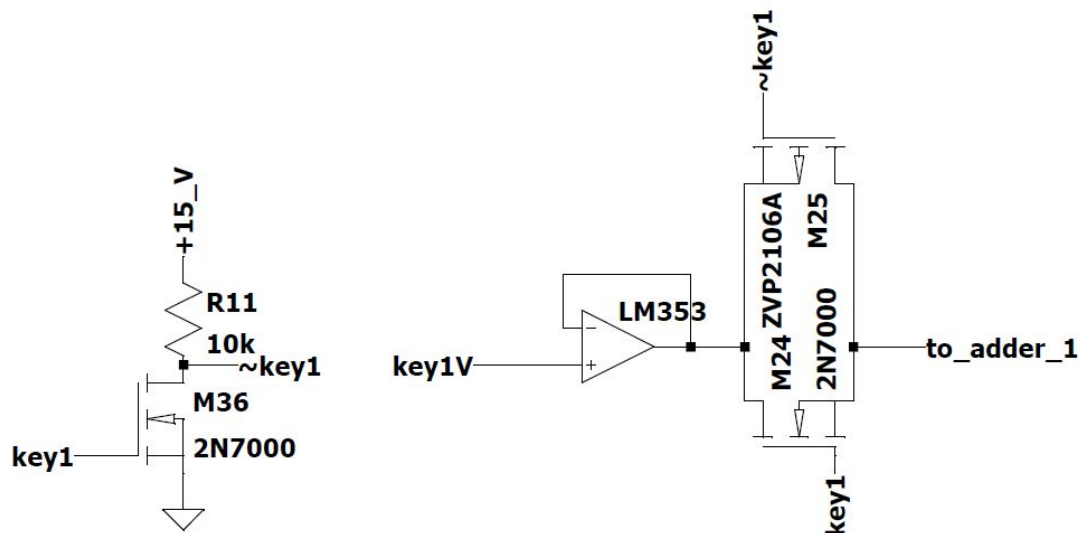 +15_V
R11
10k
~key1
M36
2N7000
key1
key1V
LM353
~key1
ZVP2106A
M25
M24
2N7000
to_adder_1
key1